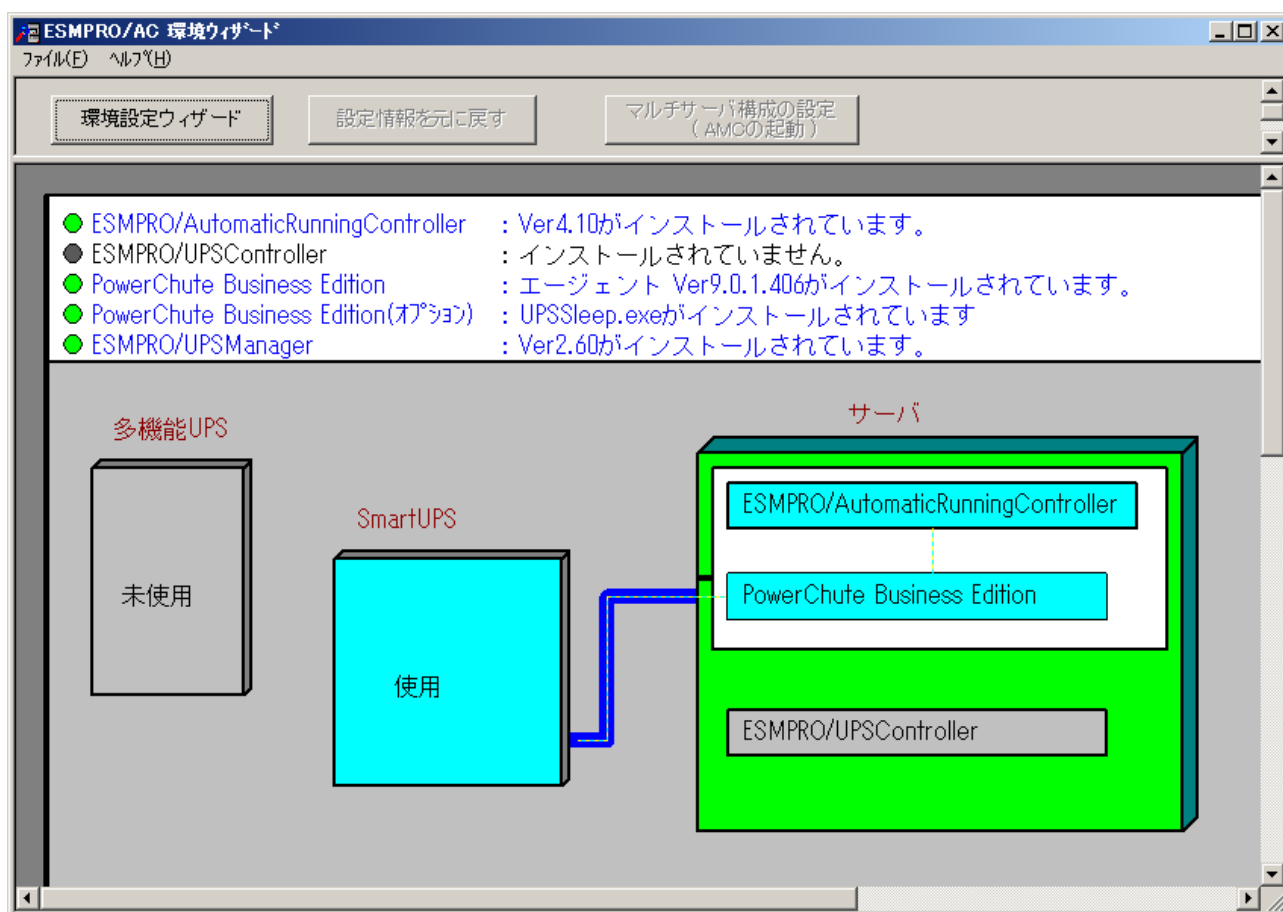 ESMPRO/AC 環境ウィザード
ファイル(F) ヘルプ(H)
環境設定ウィザード 設定情報を元に戻す マルチサーバ構成の設定
(AMCの起動)
ESMPRO/AutomaticRunningController : Ver4.10がインストールされています。
ESMPRO/UPSController : インストールされていません。
PowerChute Business Edition : エージェント Ver9.0.1.406がインストールされています。
PowerChute Business Edition(オプション) : UPSSleep.exeがインストールされています
ESMPRO/UPSManager : Ver2.60がインストールされています。
多機能UPS
未使用
SmartUPS
使用
サーバ
ESMPRO/AutomaticRunningController
PowerChute Business Edition
ESMPRO/UPSController